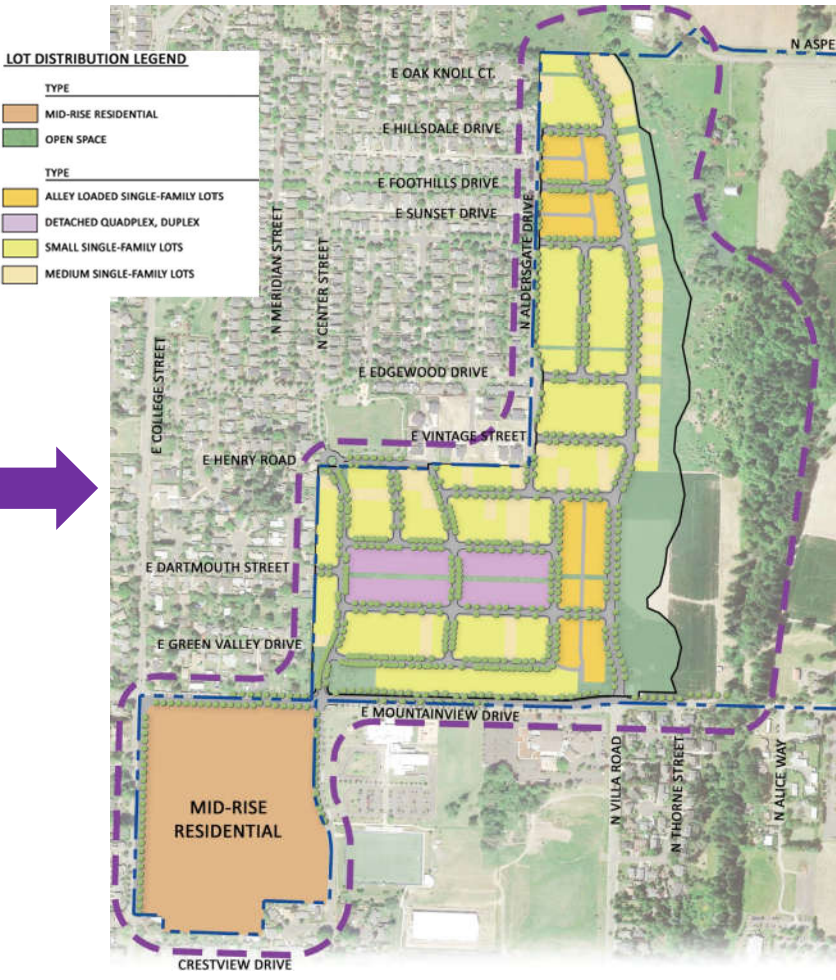 LOT DISTRIBUTION LEGEND
TYPE
MID-RISE RESIDENTIAL
OPEN SPACE
TYPE
ALLEY LOADED SINGLE-FAMILY LOTS
DETACHED QUADPLEX, DUPLEX
SMALL SINGLE-FAMILY LOTS
MEDIUM SINGLE-FAMILY LOTS
N ASPE
E OAK KNOLL CT.
E HILLSDALE DRIVE
E FOOTHILLS DRIVE
E SUNSET DRIVE
N MERIDIAN STREET
N CENTER STREET
N ALDERSGATE DRIVE
E COLLEGE STREET
E EDGEWOOD DRIVE
E VINTAGE STREET
E HENRY ROAD
E DARTMOUTH STREET
E GREEN VALLEY DRIVE
E MOUNTAINVIEW DRIVE
N VILLA ROAD
N THORNE STREET
N ALICE WAY
MID-RISE
RESIDENTIAL
CRESTVIEW DRIVE